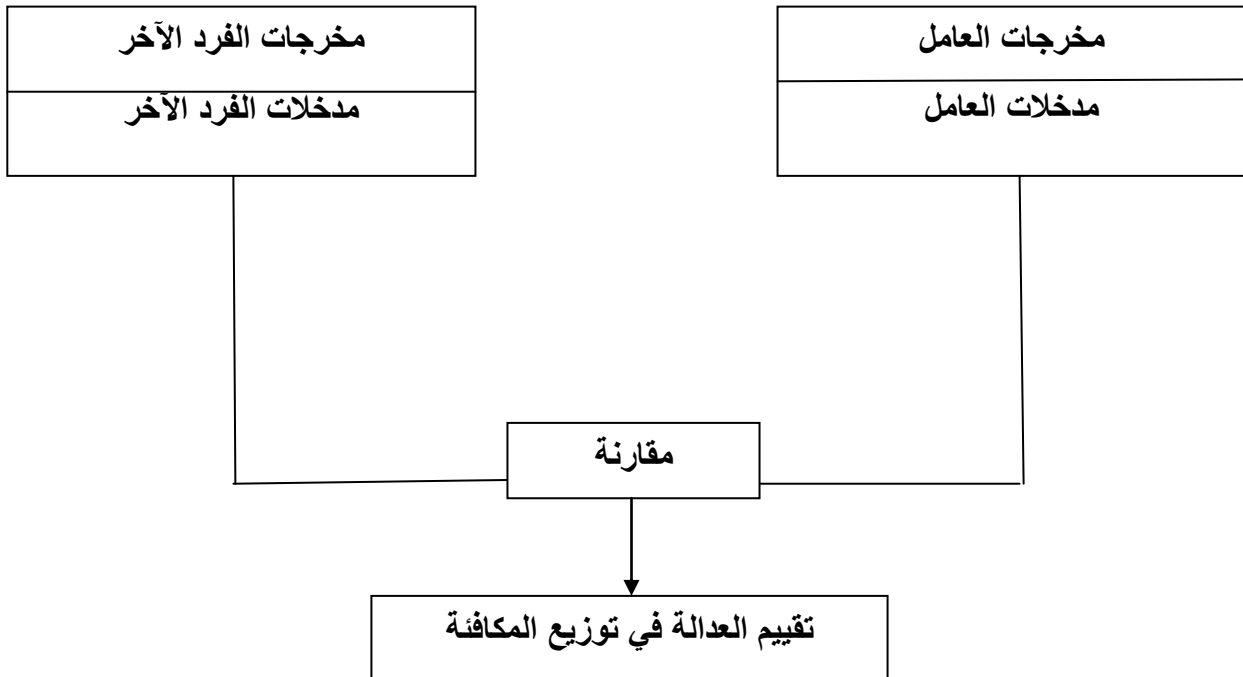 مخرجات العامل
مدخلات العامل
مخرجات الفرد الآخر
مدخلات الفرد الآخر
مقارنة
تقييم العدالة في توزيع المكافئة